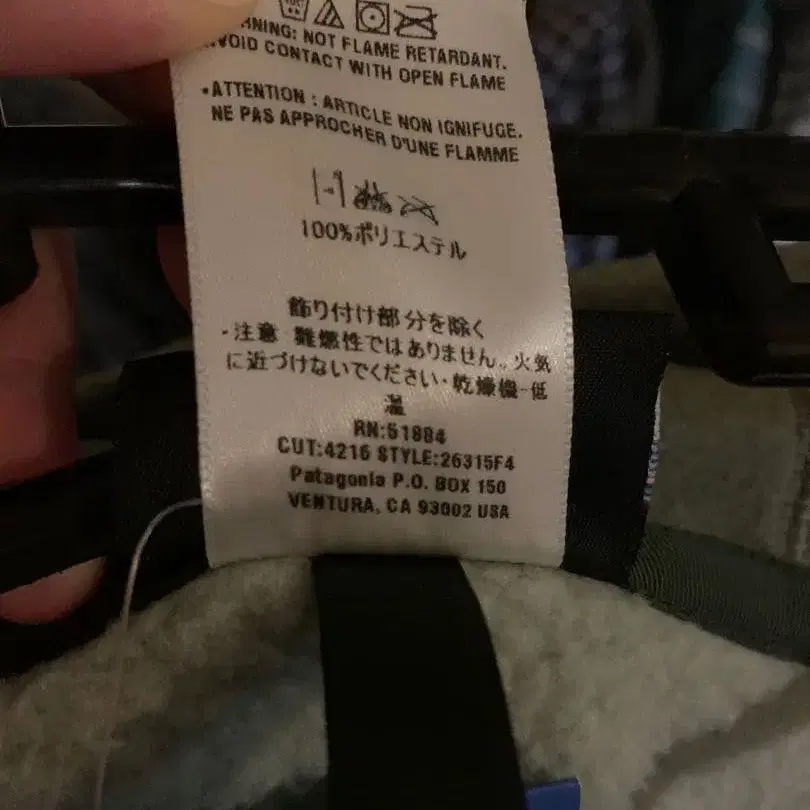 WARNING: NOT FLAME RETARDANT.
AVOID CONTACT WITH OPEN FLAME
•ATTENTION : ARTICLE NON IGNIFUGE.
NE PAS APPROCHER D'UNE FLAMME
100%ポリエステル
飾り付け部分を除く
・注意 難燃性ではありません。火気
に近づけないでください・乾燥機-低
温
RN:51884
CUT:4216 STYLE:26315F4
Patagonia P.O. BOX 150
VENTURA, CA 93002 USA